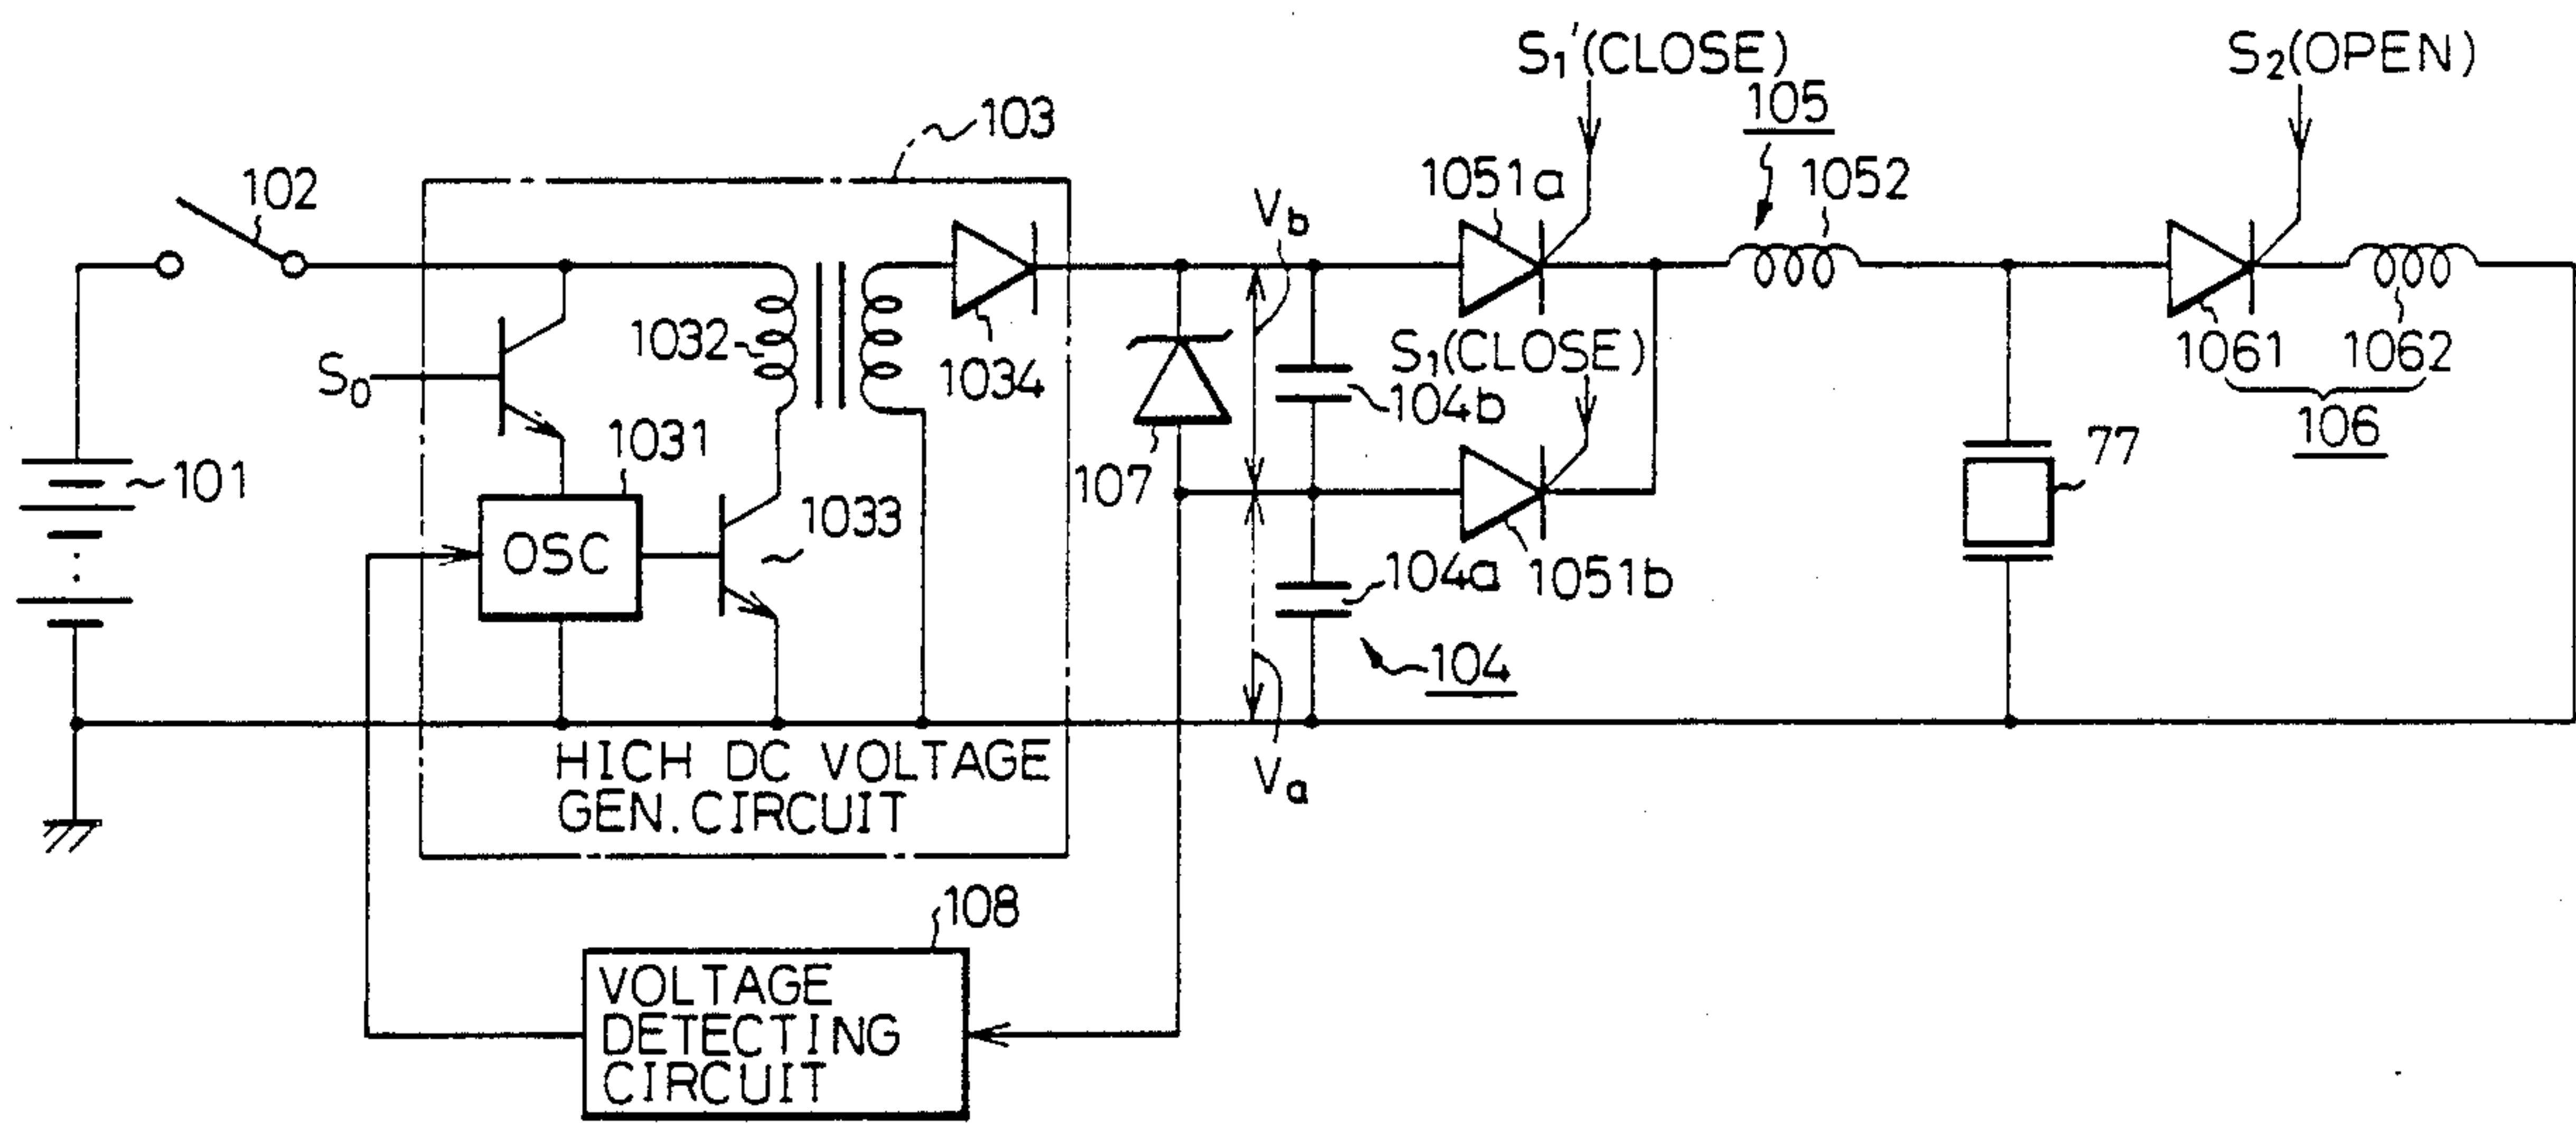 S1'(CLOSE)
S2(OPEN)
103
105
102
1051a
1052
Vb
1032
1034
S1(CLOSE)
1061
1062
S0
104b
106
1031
77
101
107
1033
OSC
104a
1051b
104
HICH DC VOLTAGE
GEN. CIRCUIT
Va
108
VOLTAGE
DETECTING
CIRCUIT